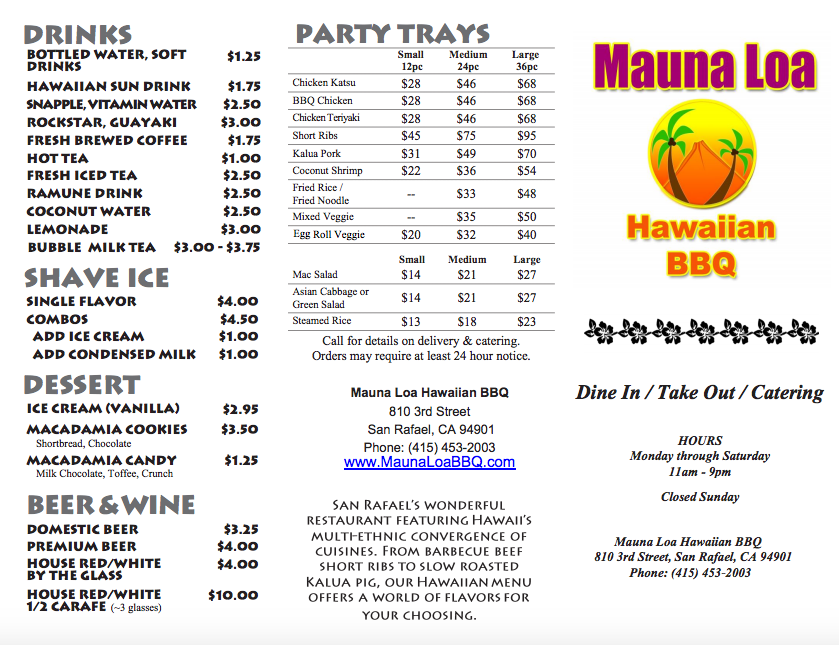 DRINKS
BOTTLED WATER, SOFT DRINKS $1.25
HAWAIIAN SUN DRINK $1.75
SNAPPLE, VITAMIN WATER $2.50
ROCKSTAR, GUAYAKI $3.00
FRESH BREWED COFFEE $1.75
HOT TEA $1.00
FRESH ICED TEA $2.50
RAMUNE DRINK $2.50
COCONUT WATER $2.50
LEMONADE $3.00
BUBBLE MILK TEA $3.00 - $3.75
SHAVE ICE
SINGLE FLAVOR $4.00
COMBOS $4.50
ADD ICE CREAM $1.00
ADD CONDENSED MILK $1.00
DESSERT
ICE CREAM (VANILLA) $2.95
MACADAMIA COOKIES $3.50
Shortbread, Chocolate
MACADAMIA CANDY $1.25
Milk Chocolate, Toffee, Crunch
BEER & WINE
DOMESTIC BEER $3.25
PREMIUM BEER $4.00
HOUSE RED/WHITE $4.00
BY THE GLASS
HOUSE RED/WHITE $10.00
1/2 CARAFE (~3 glasses)
PARTY TRAYS
Small Medium Large
12pc 24pc 36pc
Chicken Katsu $28 $46 $68
BBQ Chicken $28 $46 $68
Chicken Teriyaki $28 $46 $68
Short Ribs $45 $75 $95
Kalua Pork $31 $49 $70
Coconut Shrimp $22 $36 $54
Fried Rice /
Fried Noodle -- $33 $48
Mixed Veggie -- $35 $50
Egg Roll Veggie $20 $32 $40
Small Medium Large
Mac Salad $14 $21 $27
Asian Cabbage or
Green Salad $14 $21 $27
Steamed Rice $13 $18 $23
Call for details on delivery & catering.
Orders may require at least 24 hour notice.
Mauna Loa Hawaiian BBQ
810 3rd Street
San Rafael, CA 94901
Phone: (415) 453-2003
www.MaunaLoaBBQ.com
SAN RAFAEL'S WONDERFUL
RESTAURANT FEATURING HAWAII'S
MULTI-ETHNIC CONVERGENCE OF
CUISINES. FROM BARBECUE BEEF
SHORT RIBS TO SLOW ROASTED
KALUA PIG, OUR HAWAIIAN MENU
OFFERS A WORLD OF FLAVORS FOR
YOUR CHOOSING.
Mauna Loa
Hawaiian
BBQ
Dine In / Take Out / Catering
HOURS
Monday through Saturday
11am - 9pm
Closed Sunday
Mauna Loa Hawaiian BBQ
810 3rd Street, San Rafael, CA 94901
Phone: (415) 453-2003